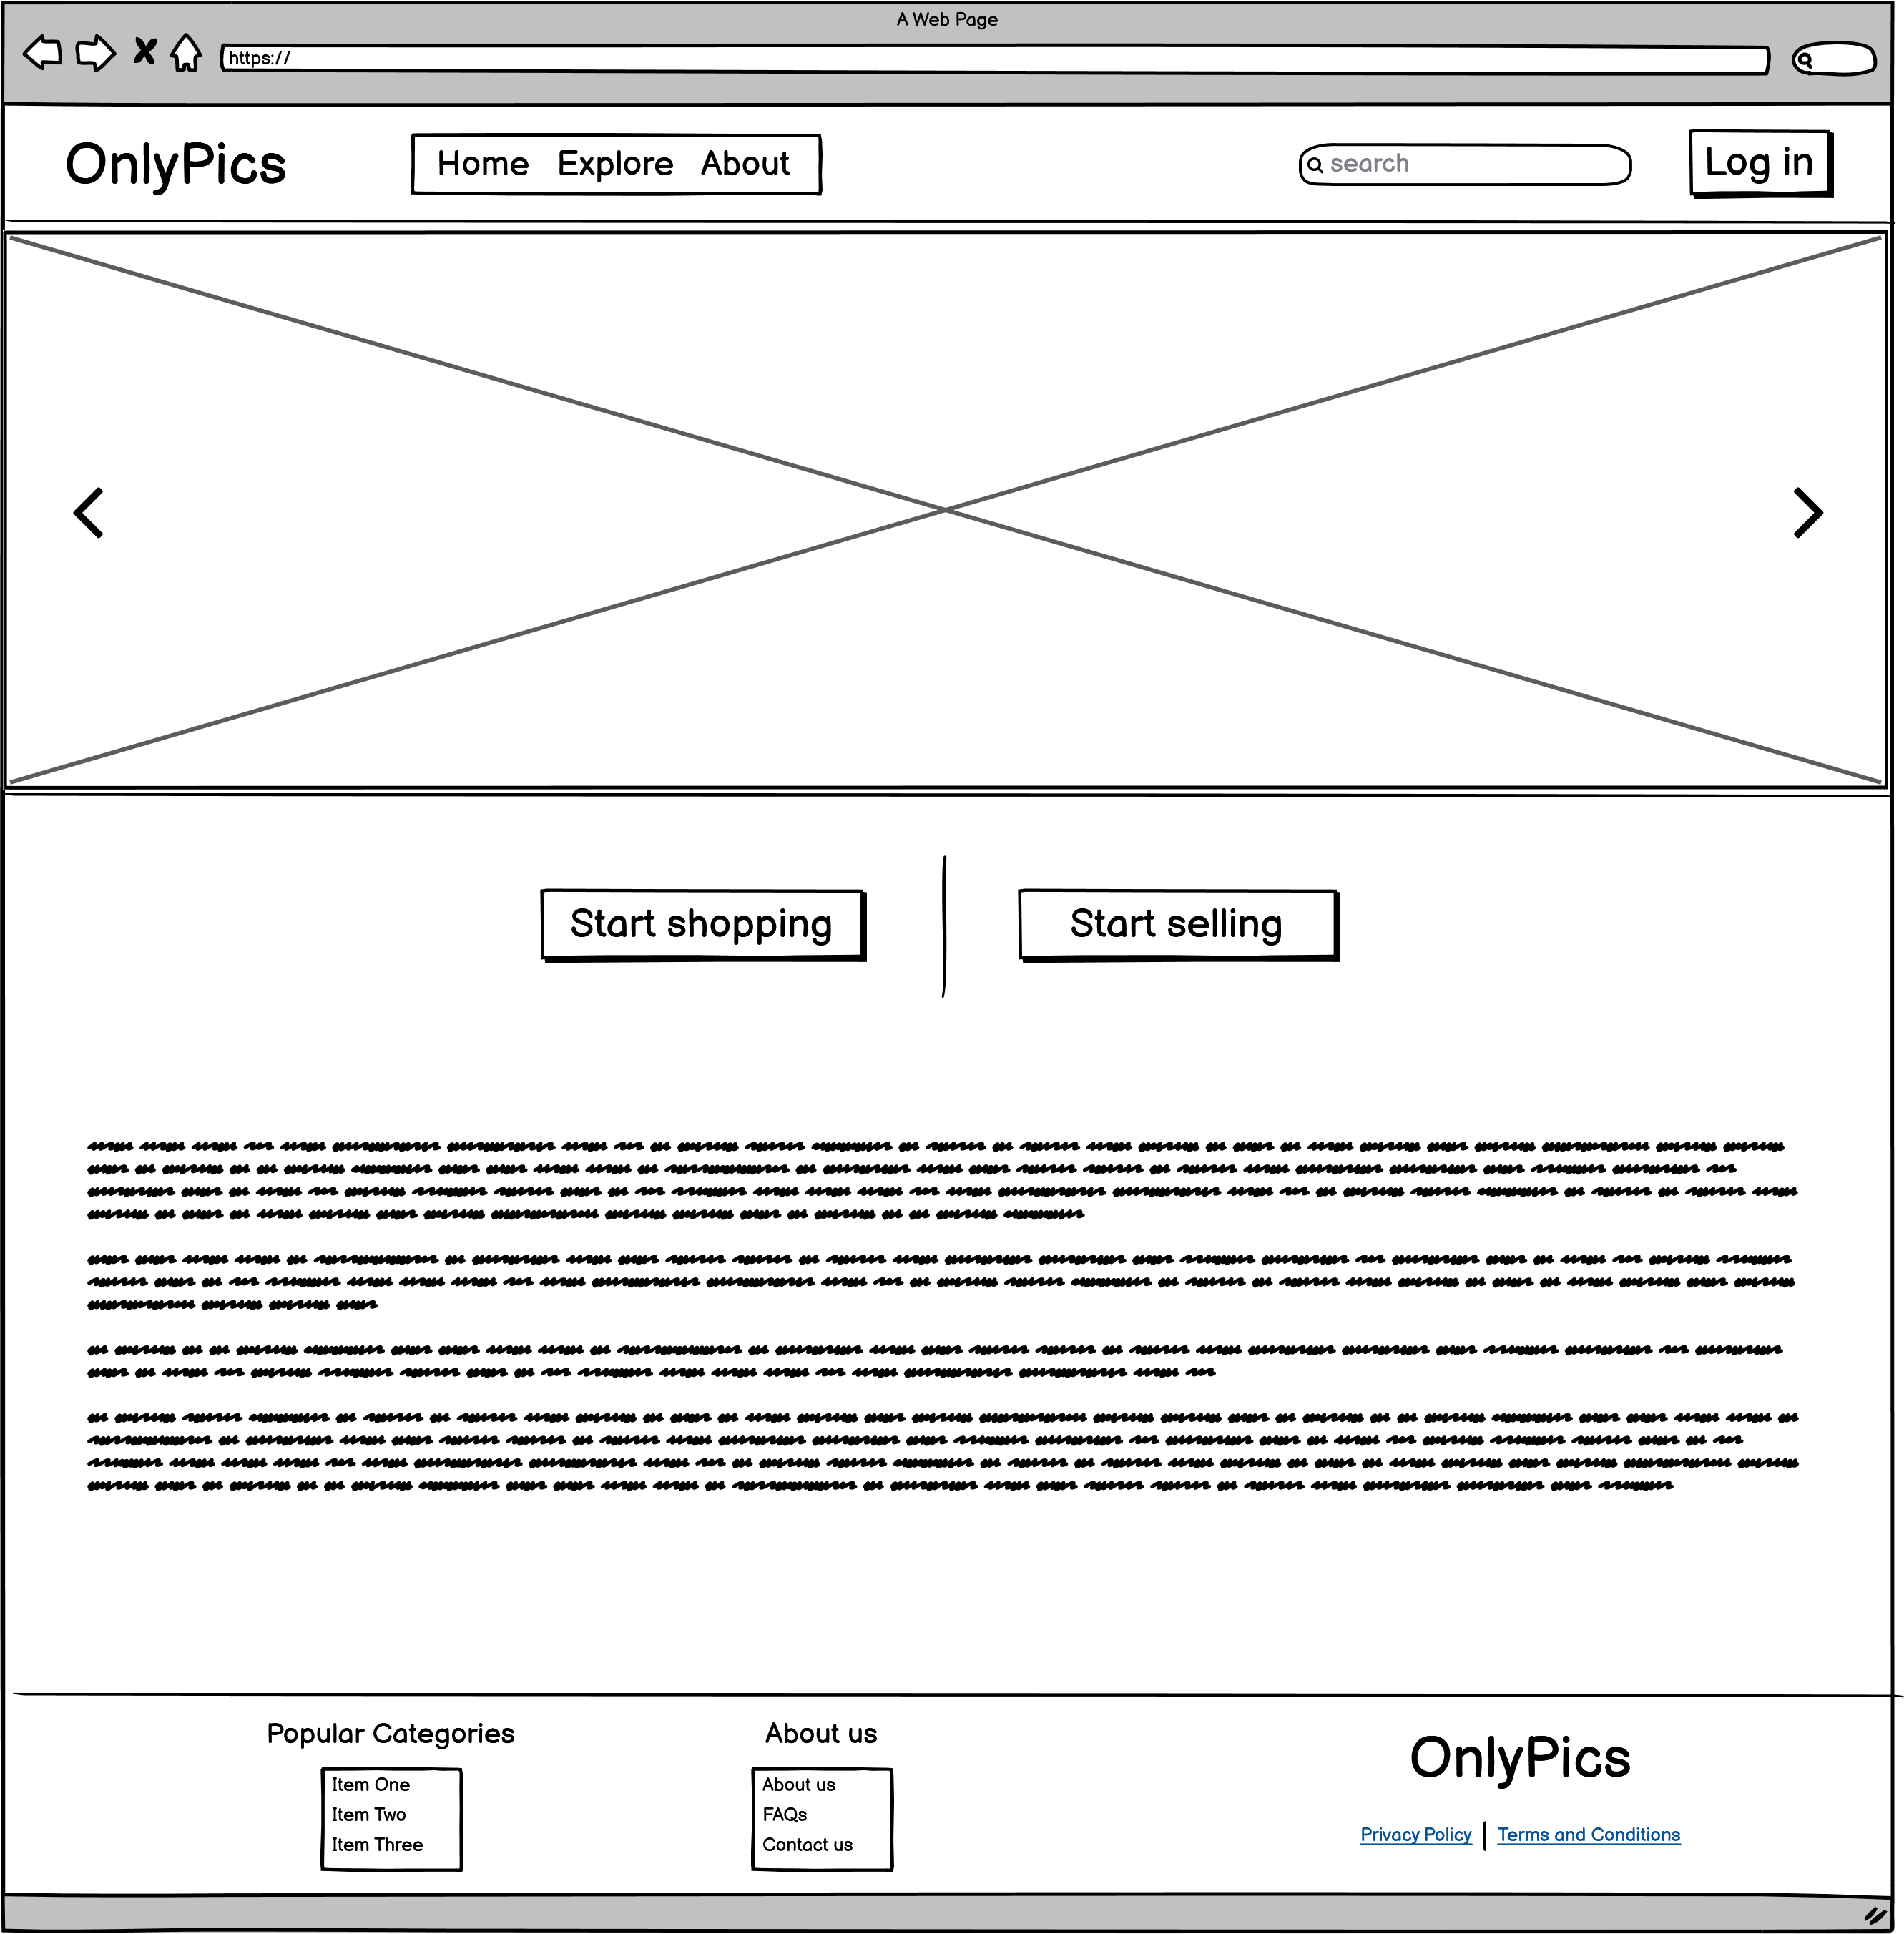 A Web Page
https://
OnlyPics
Home Explore About
search
Log in
Start shopping
Start selling
Popular Categories
Item One
Item Two
Item Three
About us
About us
FAQs
Contact us
OnlyPics
Privacy Policy
Terms and Conditions